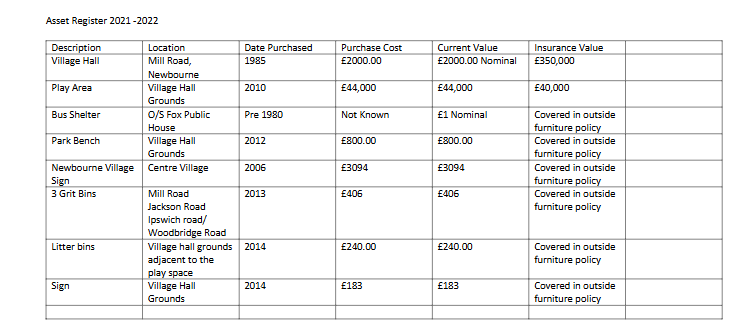 Asset Register 2021 -2022
Description Location Date Purchased Purchase Cost Current Value Insurance Value
Village Hall Mill Road, 1985 £2000.00 £2000.00 Nominal £350,000
Newbourne
Play Area Village Hall 2010 £44,000 £44,000 £40,000
Grounds
Bus Shelter O/S Fox Public Pre 1980 Not Known £1 Nominal Covered in outside
House furniture policy
Park Bench Village Hall 2012 £800.00 £800.00 Covered in outside
Grounds furniture policy
Newbourne Village Centre Village 2006 £3094 £3094 Covered in outside
Sign furniture policy
3 Grit Bins Mill Road 2013 £406 £406 Covered in outside
Jackson Road furniture policy
Ipswich road/
Woodbridge Road
Litter bins Village hall grounds 2014 £240.00 £240.00 Covered in outside
adjacent to the furniture policy
play space
Sign Village Hall 2014 £183 £183 Covered in outside
Grounds furniture policy